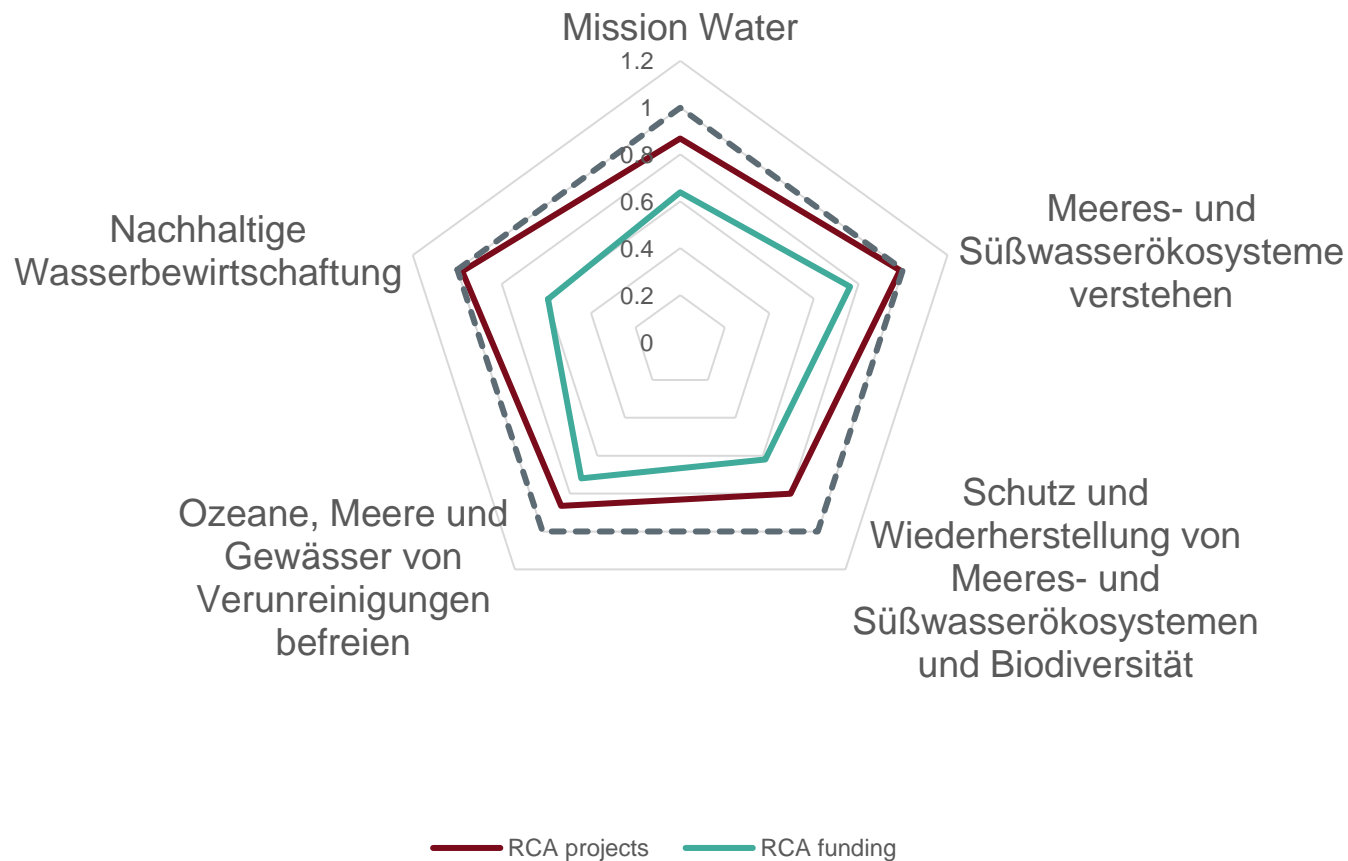 Mission Water
1.2
1
0.8
0.6
0.4
0.2
0
Meeres- und
Süßwasserökosysteme
verstehen
Schutz und
Wiederherstellung von
Meeres- und
Süßwasserökosystemen
und Biodiversität
Ozeane, Meere und
Gewässer von
Verunreinigungen
befreien
Nachhaltige
Wasserbewirtschaftung
RCA projects
RCA funding